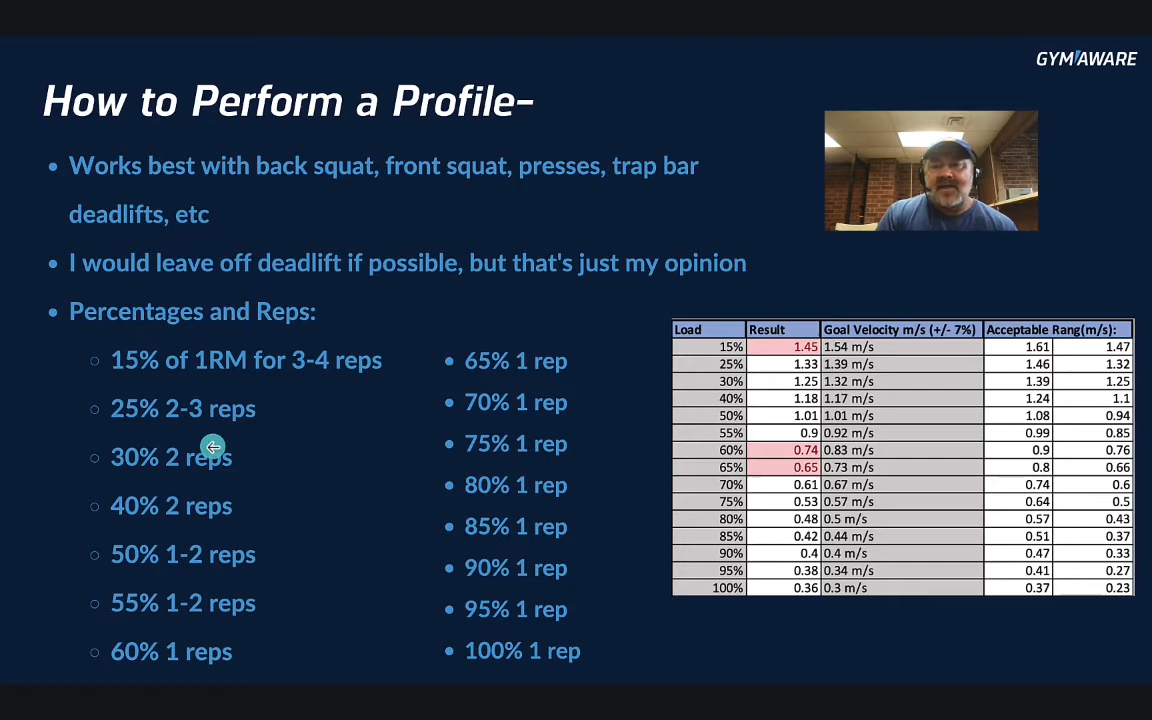 GYMAWARE
How to Perform a Profile-
• Works best with back squat, front squat, presses, trap bar
deadlifts, etc
• I would leave off deadlift if possible, but that's just my opinion
• Percentages and Reps:
○ 15% of 1RM for 3-4 reps
○ 25% 2-3 reps
○ 30% 2 reps
○ 40% 2 reps
○ 50% 1-2 reps
○ 55% 1-2 reps
○ 60% 1 reps
• 65% 1 rep
• 70% 1 rep
• 75% 1 rep
• 80% 1 rep
• 85% 1 rep
• 90% 1 rep
• 95% 1 rep
• 100% 1 rep
Load Result Goal Velocity m/s (+/- 7%) Acceptable Rang(m/s):
15% 1.45 1.54 m/s 1.61 1.47
25% 1.33 1.39 m/s 1.46 1.32
30% 1.25 1.32 m/s 1.39 1.25
40% 1.18 1.17 m/s 1.24 1.1
50% 1.01 1.01 m/s 1.08 0.94
55% 0.9 0.92 m/s 0.99 0.85
60% 0.74 0.83 m/s 0.9 0.76
65% 0.65 0.73 m/s 0.8 0.66
70% 0.61 0.67 m/s 0.74 0.6
75% 0.53 0.57 m/s 0.64 0.5
80% 0.48 0.5 m/s 0.57 0.43
85% 0.42 0.44 m/s 0.51 0.37
90% 0.4 0.4 m/s 0.47 0.33
95% 0.38 0.34 m/s 0.41 0.27
100% 0.36 0.3 m/s 0.37 0.23